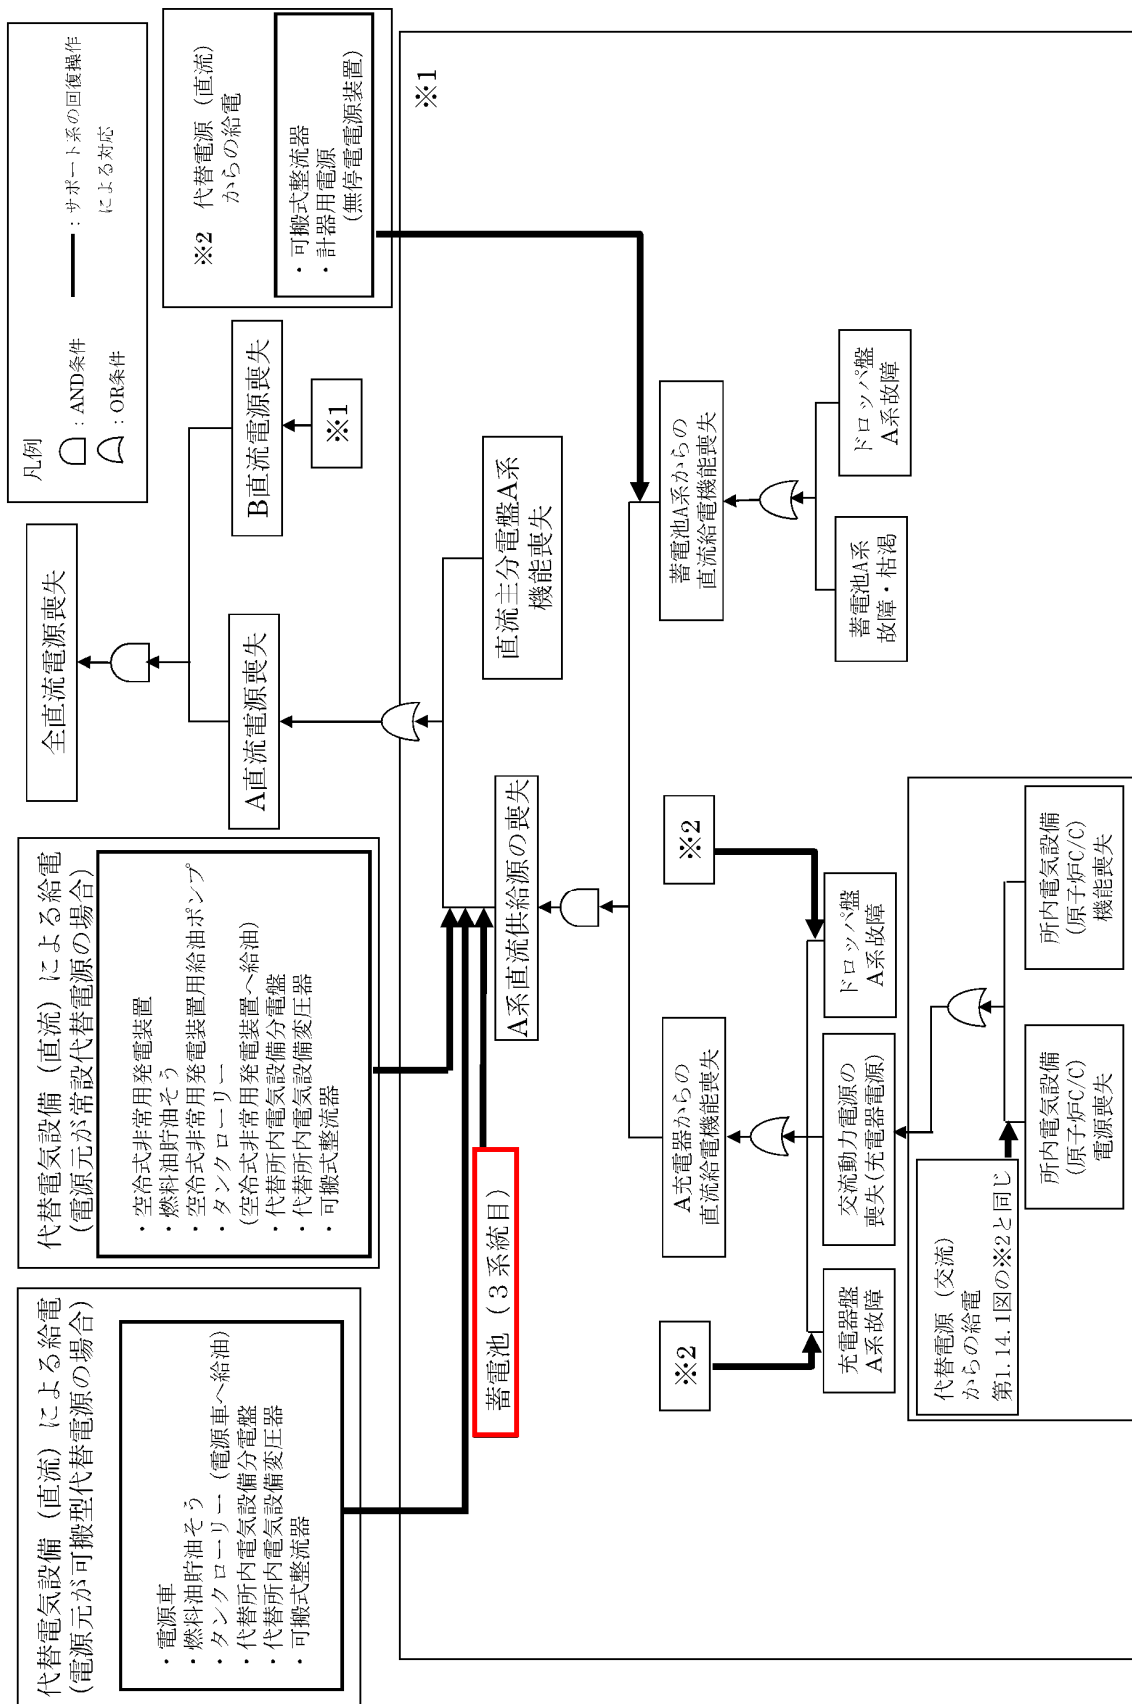 代替電気設備（直流）による給電
(電源元が可搬型代替電源の場合)
・電源車
・燃料油貯油そう
・タンクローリー（電源車へ給油）
・代替所内電気設備分電盤
・代替所内電気設備変圧器
・可搬式整流器
代替電気設備（直流）による給電
(電源元が常設代替電源の場合)
・空冷式非常用発電装置
・燃料油貯油そう
・空冷式非常用発電装置用給油ポンプ
・タンクローリー
(空冷式非常用発電装置へ給油)
・代替所内電気設備分電盤
・代替所内電気設備変圧器
・可搬式整流器
全直流電源喪失
A直流電源喪失
B直流電源喪失
※1
凡例
：AND条件
：OR条件
：サポート系の回復操作
による対応
※2　代替電源（直流）
からの給電
・可搬式整流器
・計器用電源
(無停電電源装置)
※1
蓄電池（３系統目）
A系直流供給源の喪失
直流主分電盤A系
機能喪失
A充電器からの
直流給電機能喪失
蓄電池A系からの
直流給電機能喪失
※2
※2
充電器盤
A系故障
交流動力電源の
喪失(充電器電源)
ドロッパ盤
A系故障
蓄電池A系
故障・枯渇
ドロッパ盤
A系故障
代替電源（交流）
からの給電
第1.14.1図の※2と同じ
所内電気設備
(原子炉C/C)
電源喪失
所内電気設備
(原子炉C/C)
機能喪失